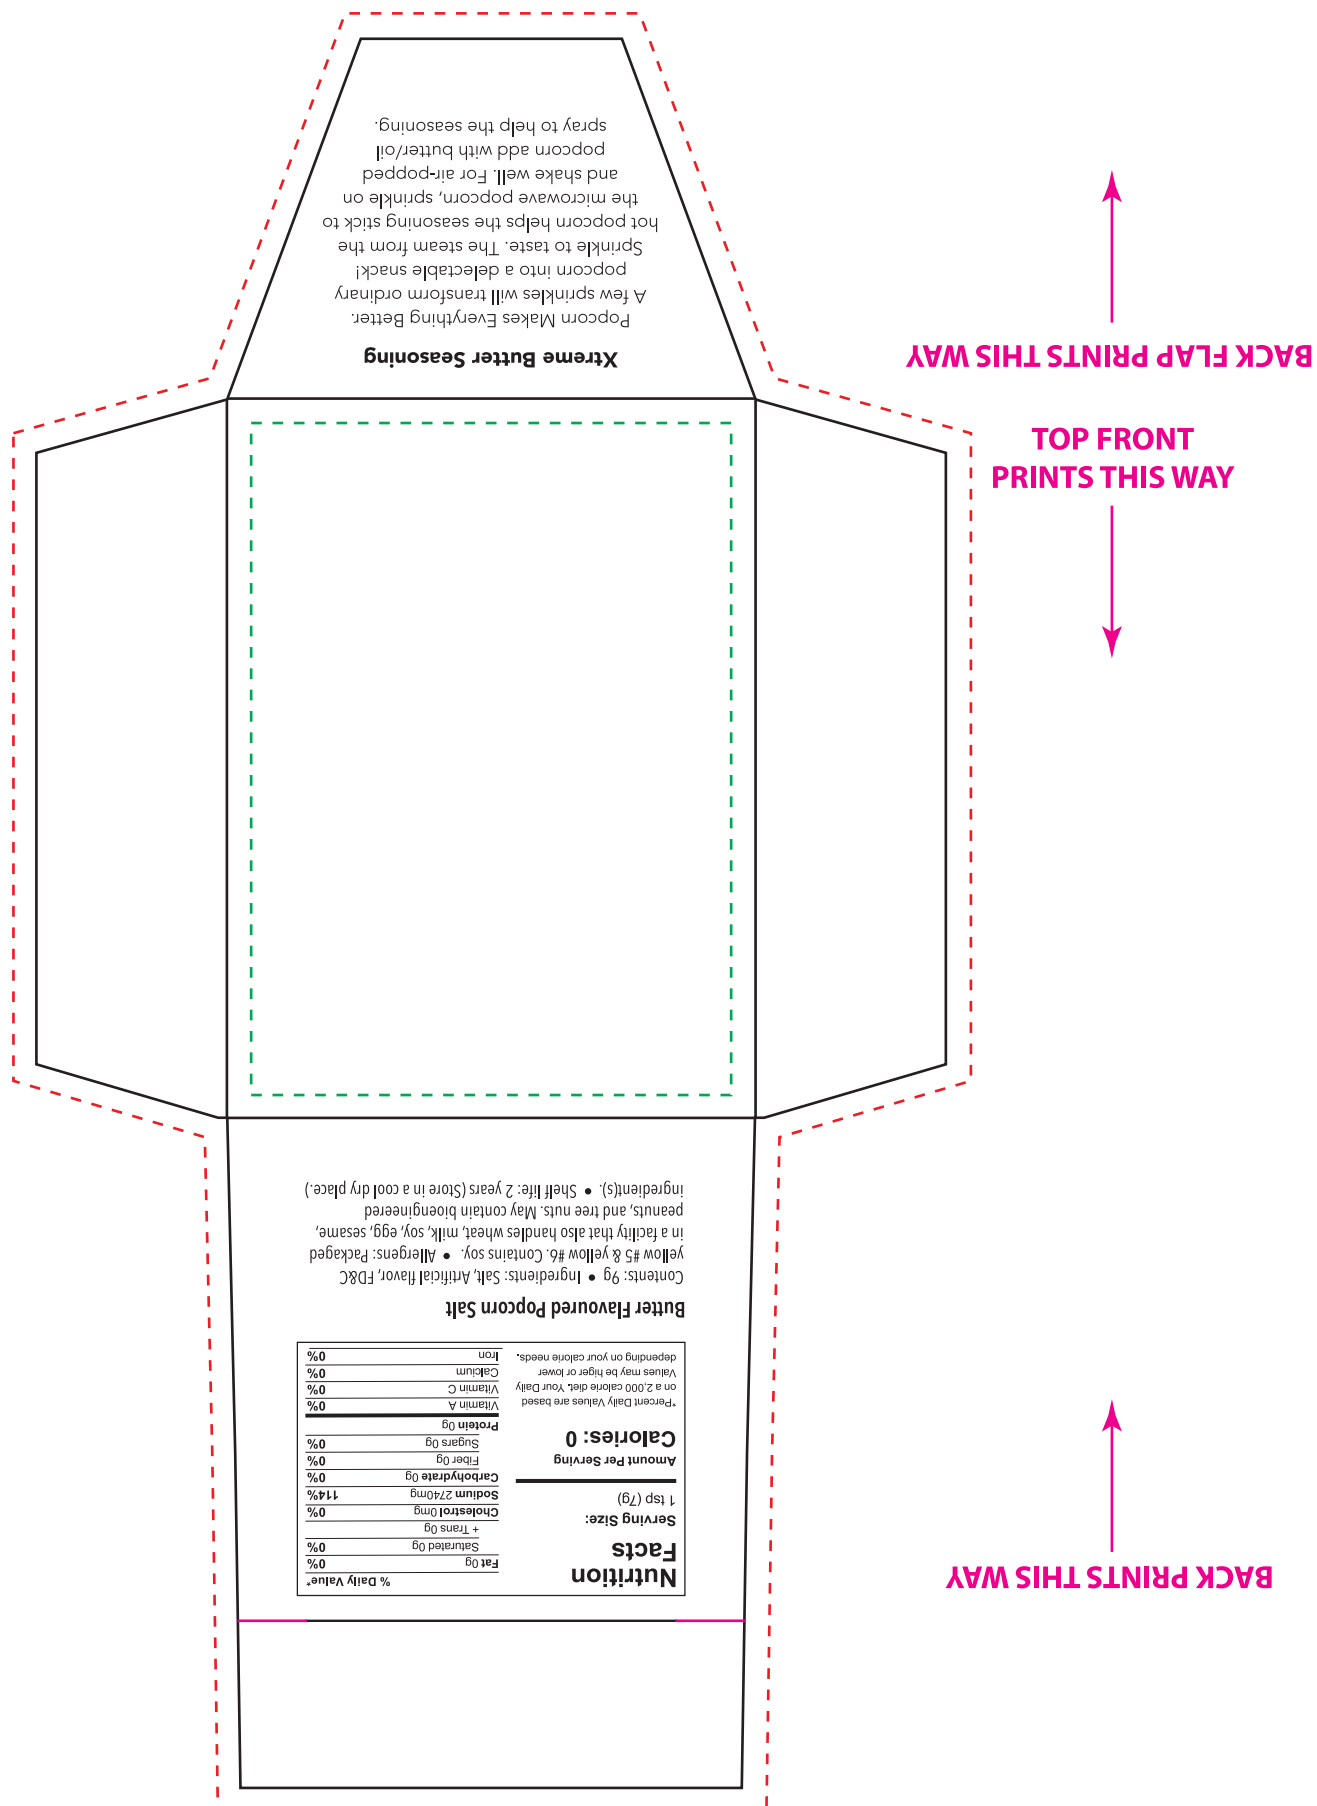 Xtreme Butter Seasoning
Popcorn Makes Everything Better.
A few sprinkles will transform ordinary
popcorn into a delectable snack!
Sprinkle to taste. The steam from the
hot popcorn helps the seasoning stick to
the microwave popcorn, sprinkle on
and shake well. For air-popped
popcorn add with butter/oil
spray to help the seasoning.
BACK FLAP PRINTS THIS WAY
TOP FRONT
PRINTS THIS WAY
BACK PRINTS THIS WAY
Nutrition
Facts
Serving Size:
1 tsp (7g)
Amount Per Serving
Calories: 0
*Percent Daily Values are based
on a 2,000 calorie diet. Your Daily
Values may be higer or lower
depending on your calorie needs.
% Daily Value*
Fat 0g 0%
Saturated 0g 0%
+ Trans 0g
Cholestrol 0mg 0%
Sodium 2740mg 114%
Carbohydrate 0g 0%
Fiber 0g 0%
Sugars 0g 0%
Protein 0g
Vitamin A 0%
Vitamin C 0%
Calcium 0%
Iron 0%
Butter Flavoured Popcorn Salt
Contents: 9g • Ingredients: Salt, Artificial flavor, FD&C
yellow #5 & yellow #6. Contains soy. • Allergens: Packaged
in a facility that also handles wheat, milk, soy, egg, sesame,
peanuts, and tree nuts. May contain bioengineered
ingredient(s). • Shelf life: 2 years (Store in a cool dry place.)